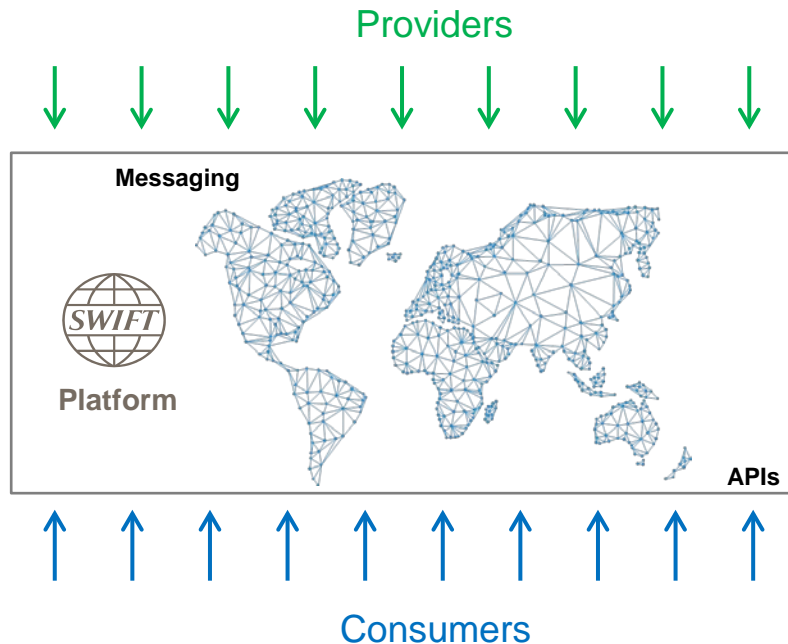 Providers
Messaging
SWIFT
Platform
APIs
Consumers